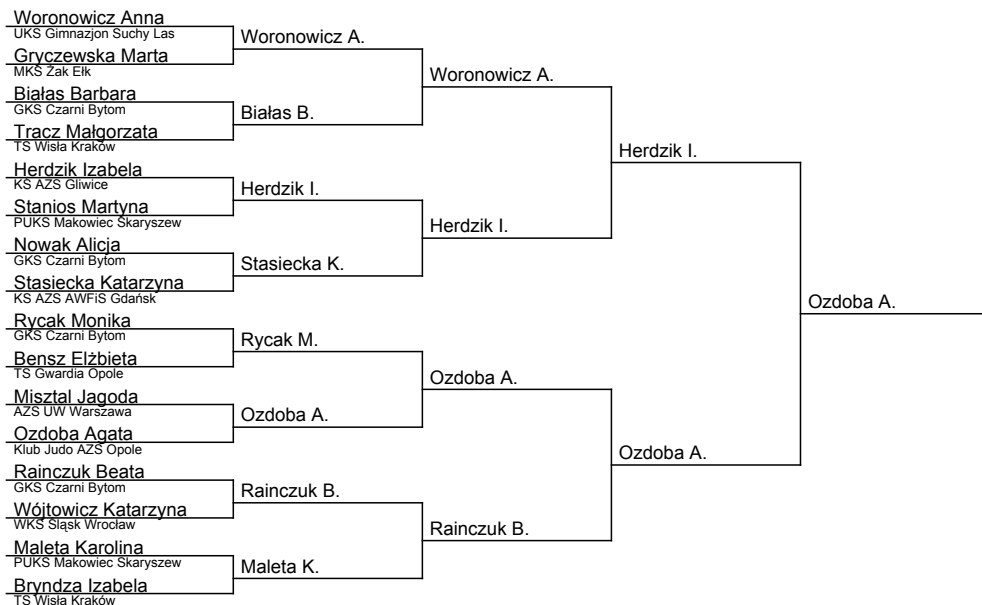 Woronowicz Anna
UKS Gimnazjon Suchy Las
Gryczewska Marta
MKS Żak Ełk
Białas Barbara
GKS Czarni Bytom
Tracz Małgorzata
TS Wisła Kraków
Herdzik Izabela
KS AZS Gliwice
Stanios Martyna
PUKS Makowiec Skaryszew
Nowak Alicja
GKS Czarni Bytom
Stasiecka Katarzyna
KS AZS AWFiS Gdańsk
Rycak Monika
GKS Czarni Bytom
Bensz Elżbieta
TS Gwardia Opole
Misztal Jagoda
AZS UW Warszawa
Ozdoba Agata
Klub Judo AZS Opole
Rainczuk Beata
GKS Czarni Bytom
Wójtowicz Katarzyna
WKS Śląsk Wrocław
Maleta Karolina
PUKS Makowiec Skaryszew
Bryndza Izabela
TS Wisła Kraków
Woronowicz A.
Białas B.
Herdzik I.
Stasiecka K.
Rycak M.
Ozdoba A.
Rainczuk B.
Maleta K.
Woronowicz A.
Herdzik I.
Ozdoba A.
Rainczuk B.
Herdzik I.
Ozdoba A.
Ozdoba A.